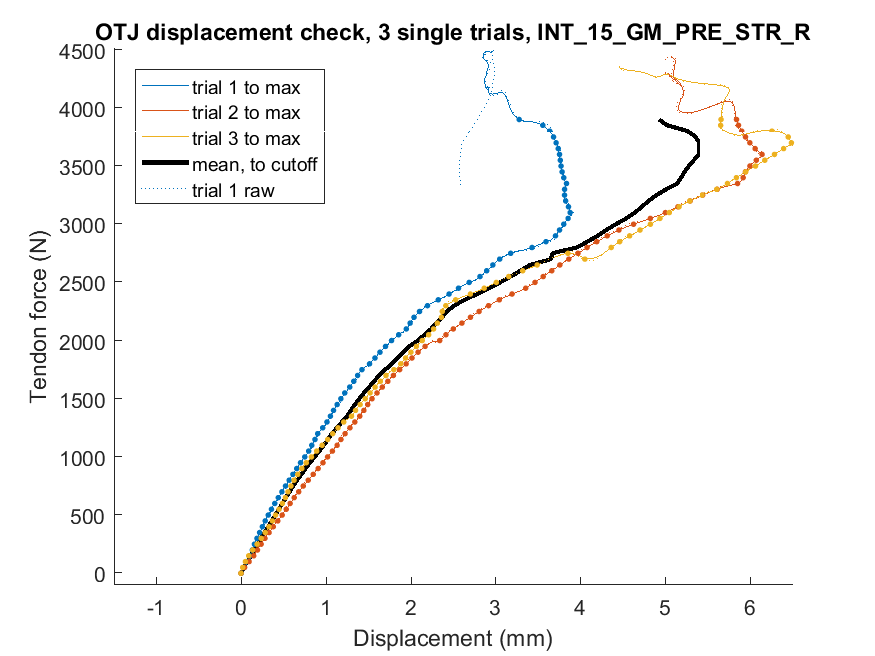 OTJ displacement check, 3 single trials, INT_15_GM_PRE_STR_R
4500
4000
3500
3000
2500
2000
1500
1000
500
0
Tendon force (N)
trial 1 to max
trial 2 to max
trial 3 to max
mean, to cutoff
trial 1 raw
-1 0 1 2 3 4 5 6
Displacement (mm)